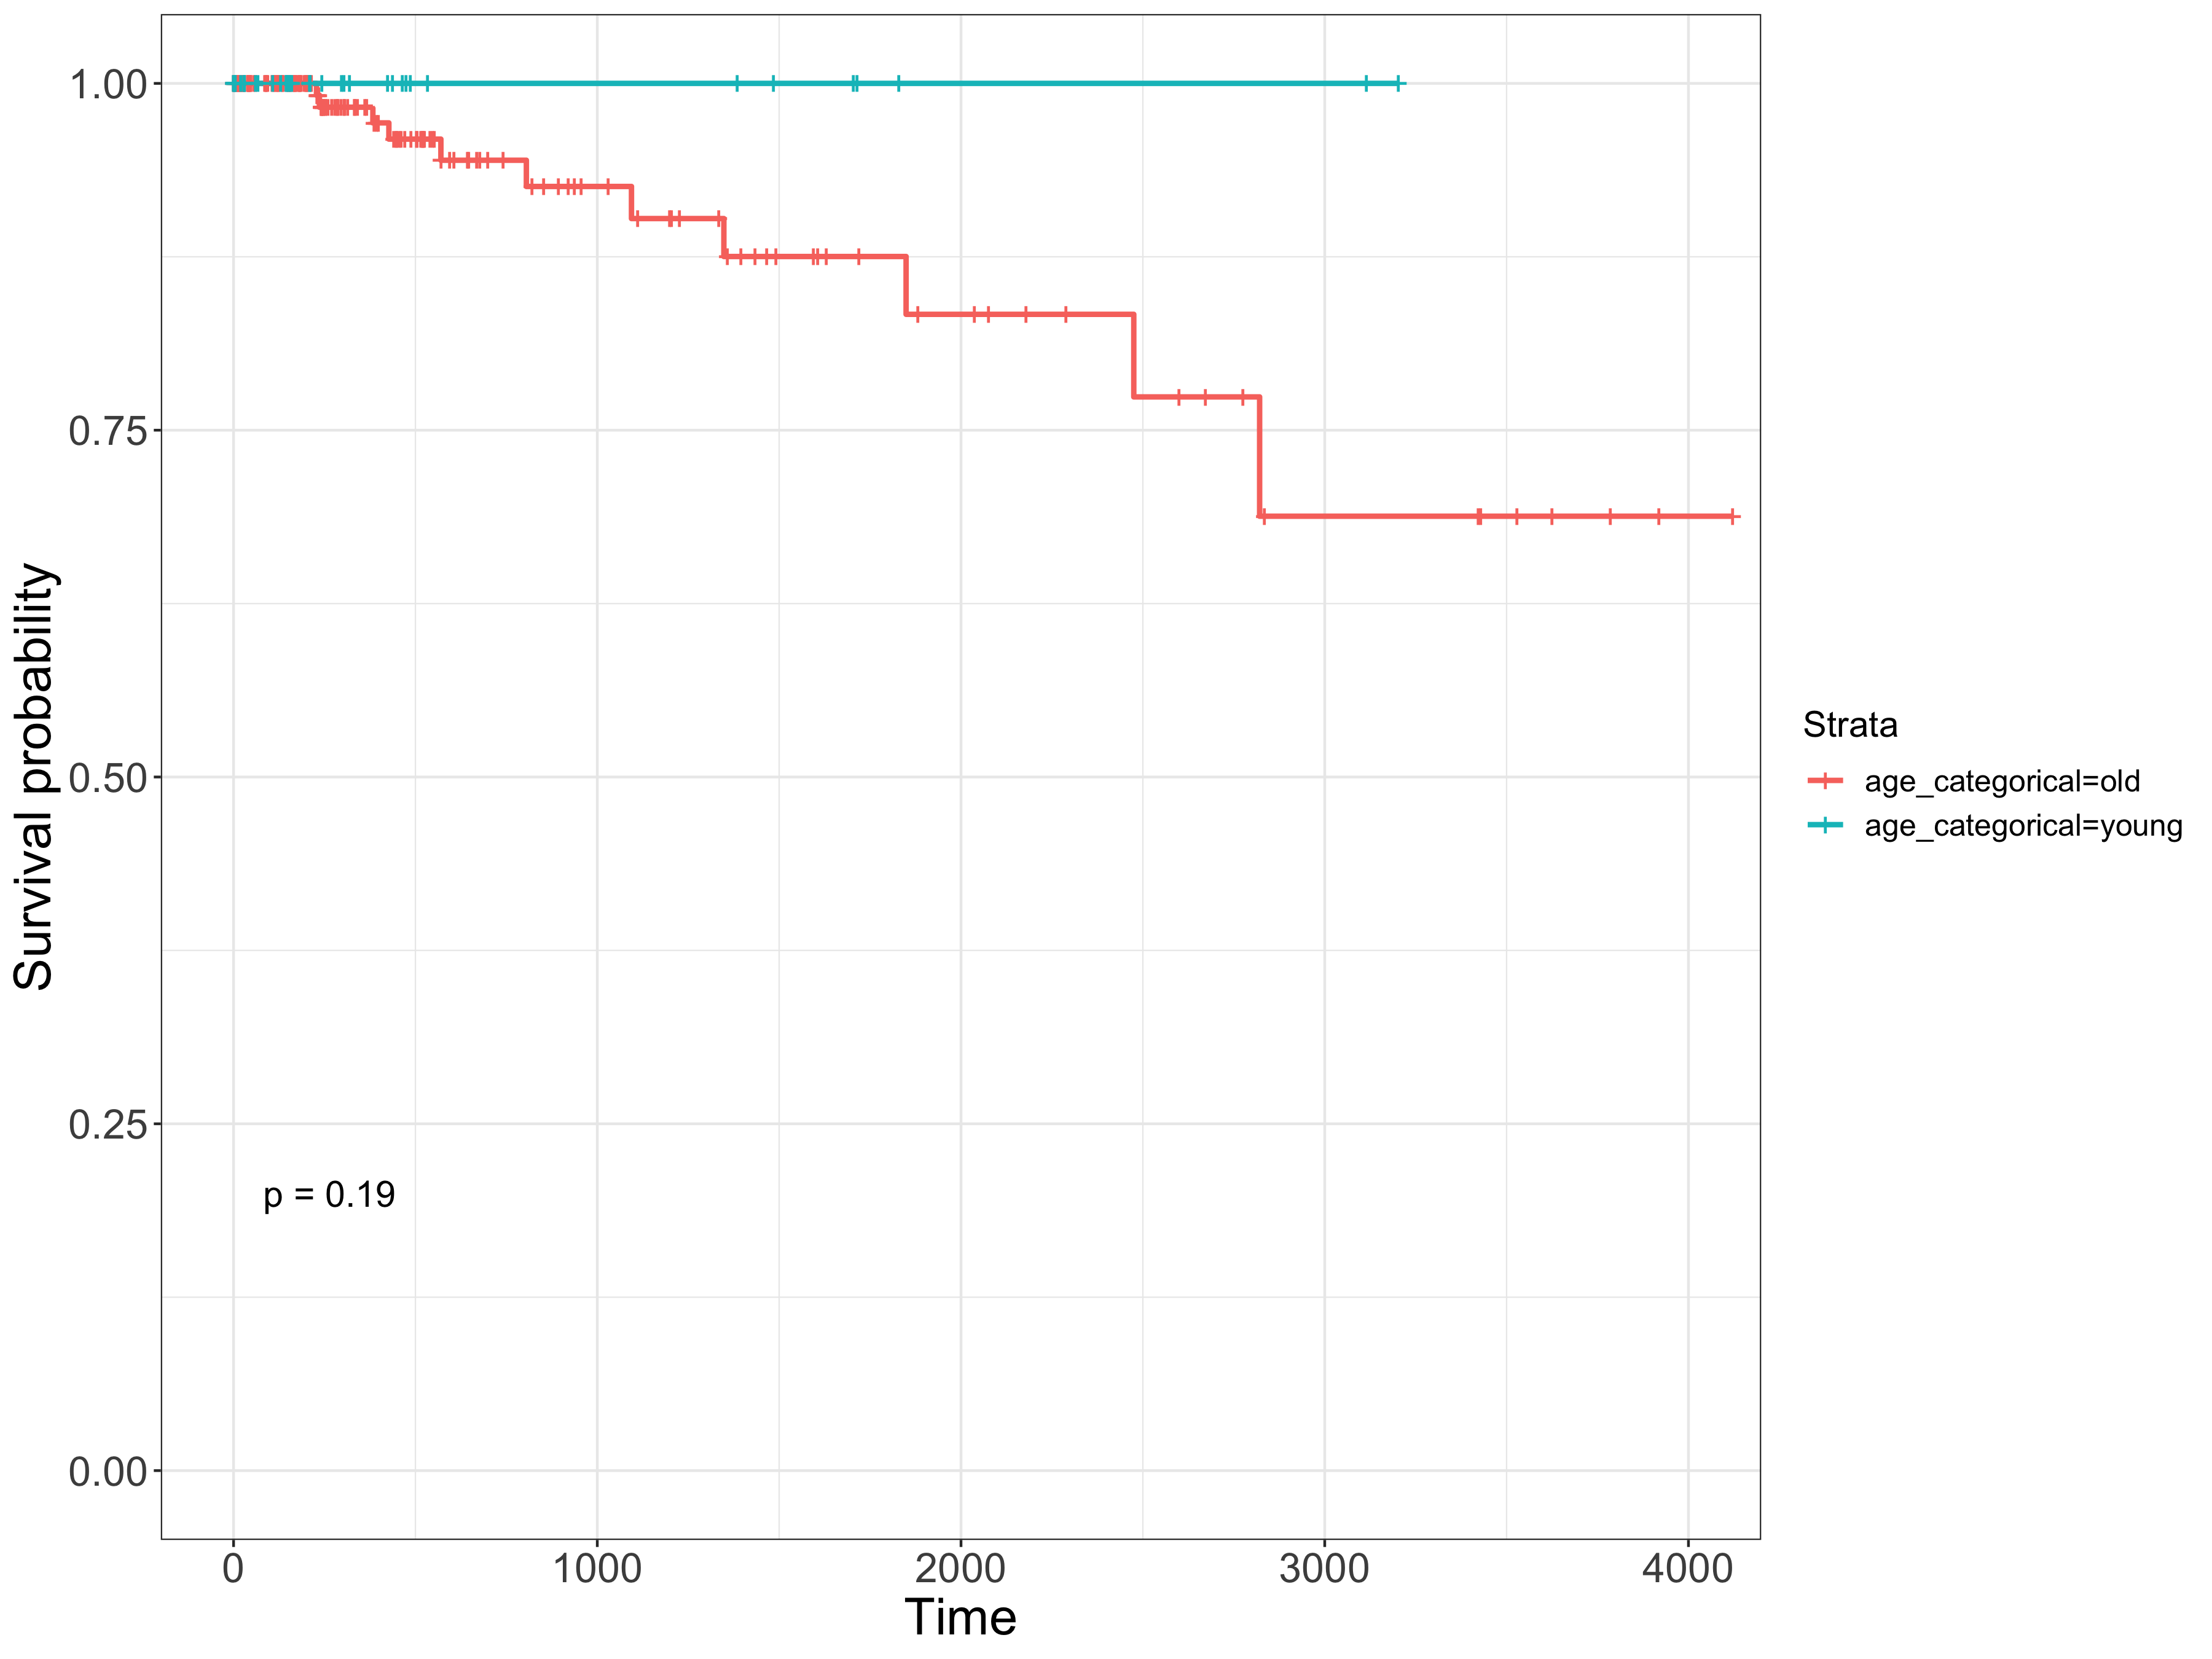 Survival probability
1.00
0.75
0.50
0.25
0.00
p = 0.19
0 1000 2000 3000 4000
Time
Strata
age_categorical=old
age_categorical=young